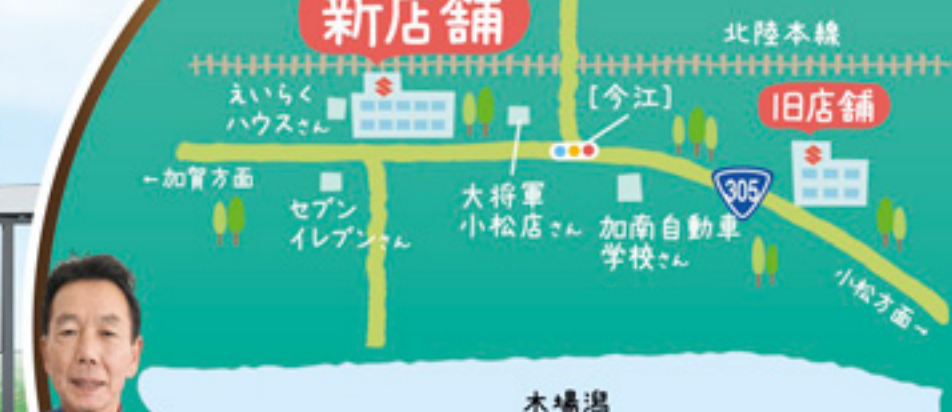 新店舗
北陸本線
えいらく
ハウスさん
[今江]
旧店舗
←加賀方面
305
セブン
イレブンさん
大将軍
小松店さん
加南自動車
学校さん
小松方面→
木場潟